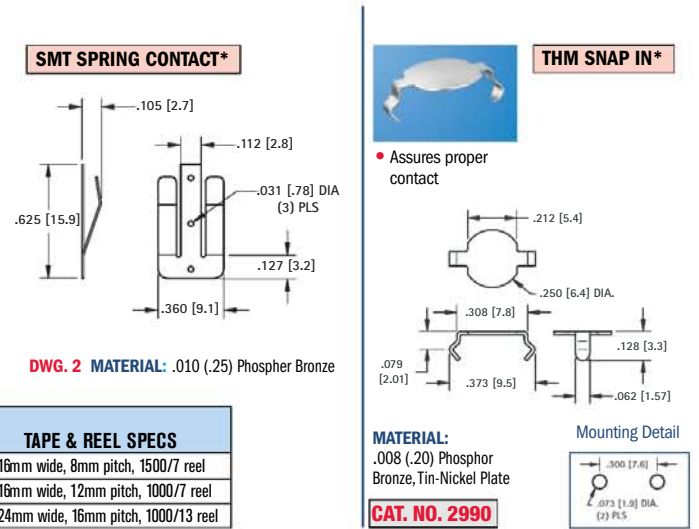 SMT SPRING CONTACT*
.105 [2.7]
.112 [2.8]
.031 [.78] DIA
(3) PLS
.625 [15.9]
.127 [3.2]
.360 [9.1]
DWG. 2 MATERIAL: .010 (.25) Phospher Bronze
TAPE & REEL SPECS
16mm wide, 8mm pitch, 1500/7 reel
16mm wide, 12mm pitch, 1000/7 reel
24mm wide, 16mm pitch, 1000/13 reel
THM SNAP IN*
• Assures proper
contact
.212 [5.4]
.250 [6.4] DIA.
.308 [7.8]
.128 [3.3]
.079
[2.01]
.373 [9.5]
.062 [1.57]
MATERIAL:
.008 (.20) Phosphor
Bronze, Tin-Nickel Plate
CAT. NO. 2990
Mounting Detail
.300 [7.6]
.073 [1.9] DIA
(2) PLS